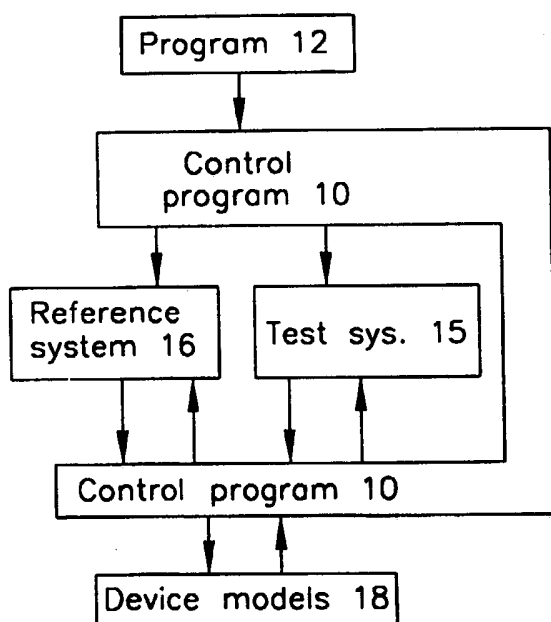 Program 12
Control
program 10
Reference
system 16
Test sys. 15
Control program 10
Device models 18